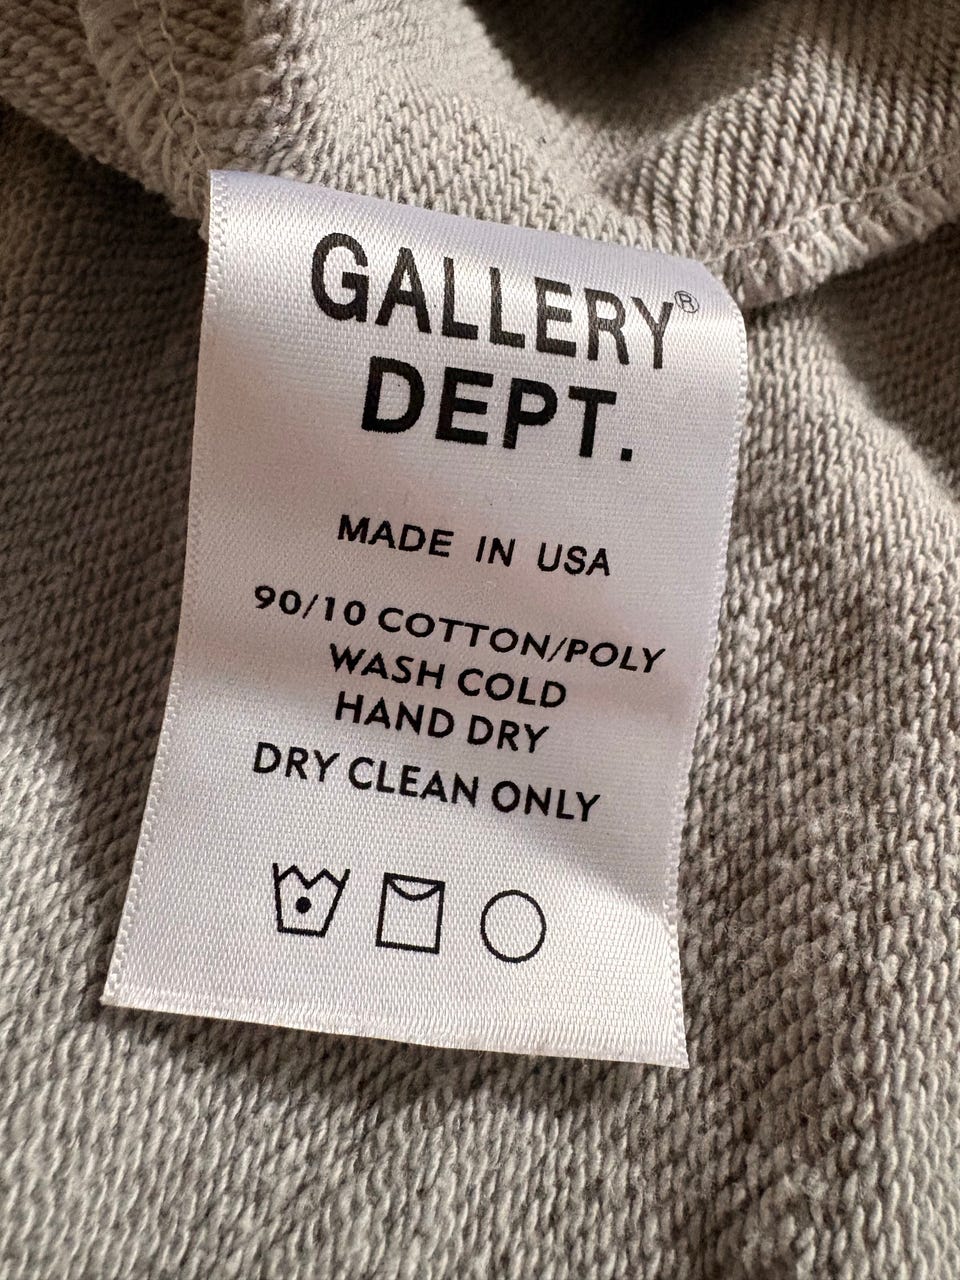 GALLERY®
DEPT.
MADE IN USA
90/10 COTTON/POLY
WASH COLD
HAND DRY
DRY CLEAN ONLY